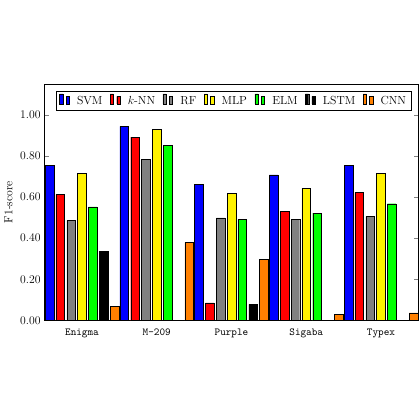 SVM k-NN RF MLP ELM LSTM CNN
1.00
0.80
0.60
0.40
0.20
0.00
F1-score
Enigma M-209 Purple Sigaba Typex